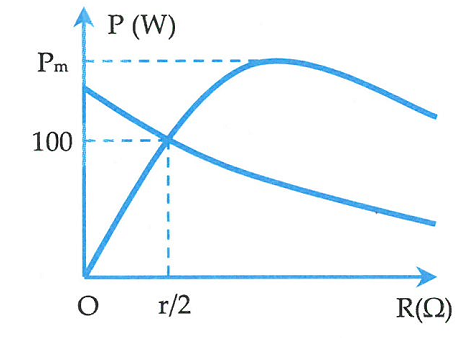 P (W)
Pm
100
O
r/2
R(Ω)